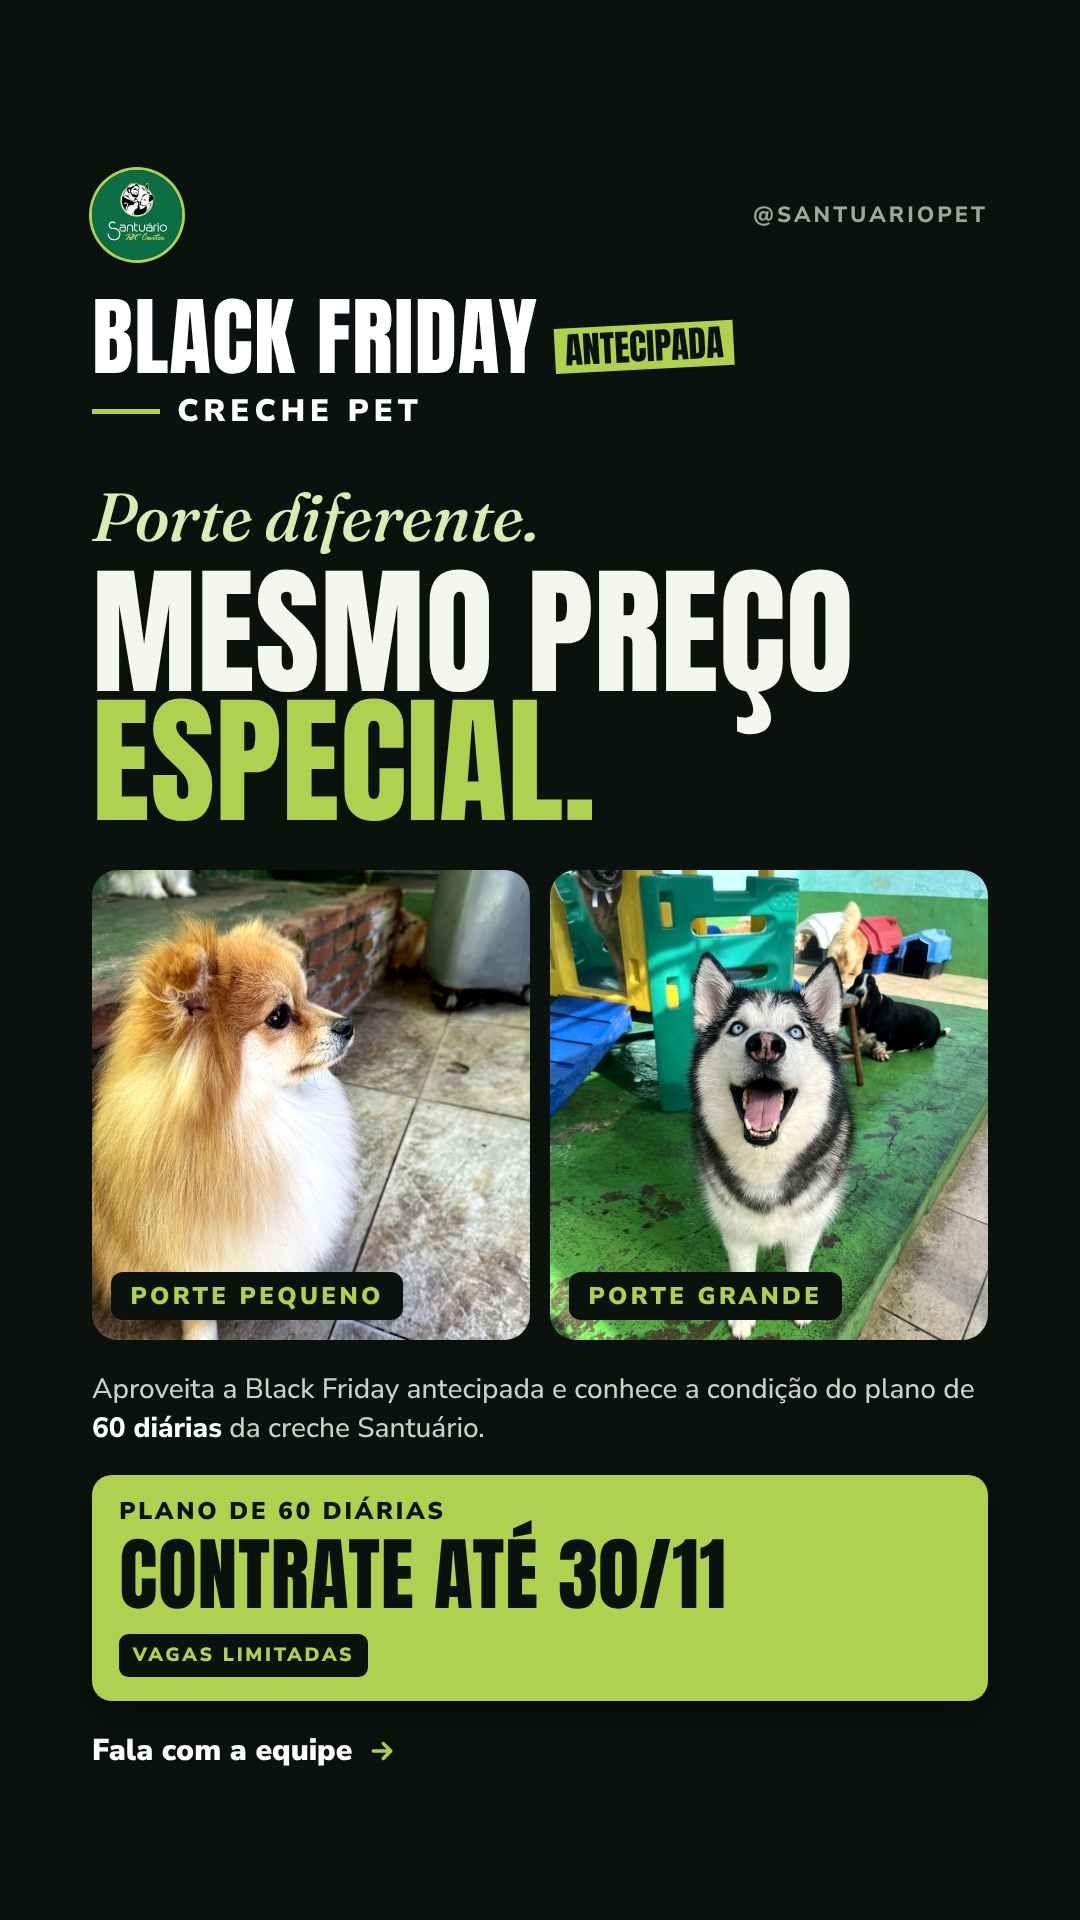 Santuário
Pet Center
@SANTUARIOPET
BLACK FRIDAY ANTECIPADA
CRECHE PET
Porte diferente.
MESMO PREÇO
ESPECIAL.
PORTE PEQUENO
PORTE GRANDE
Aproveita a Black Friday antecipada e conhece a condição do plano de
60 diárias da creche Santuário.
PLANO DE 60 DIÁRIAS
CONTRATE ATÉ 30/11
VAGAS LIMITADAS
Fala com a equipe →